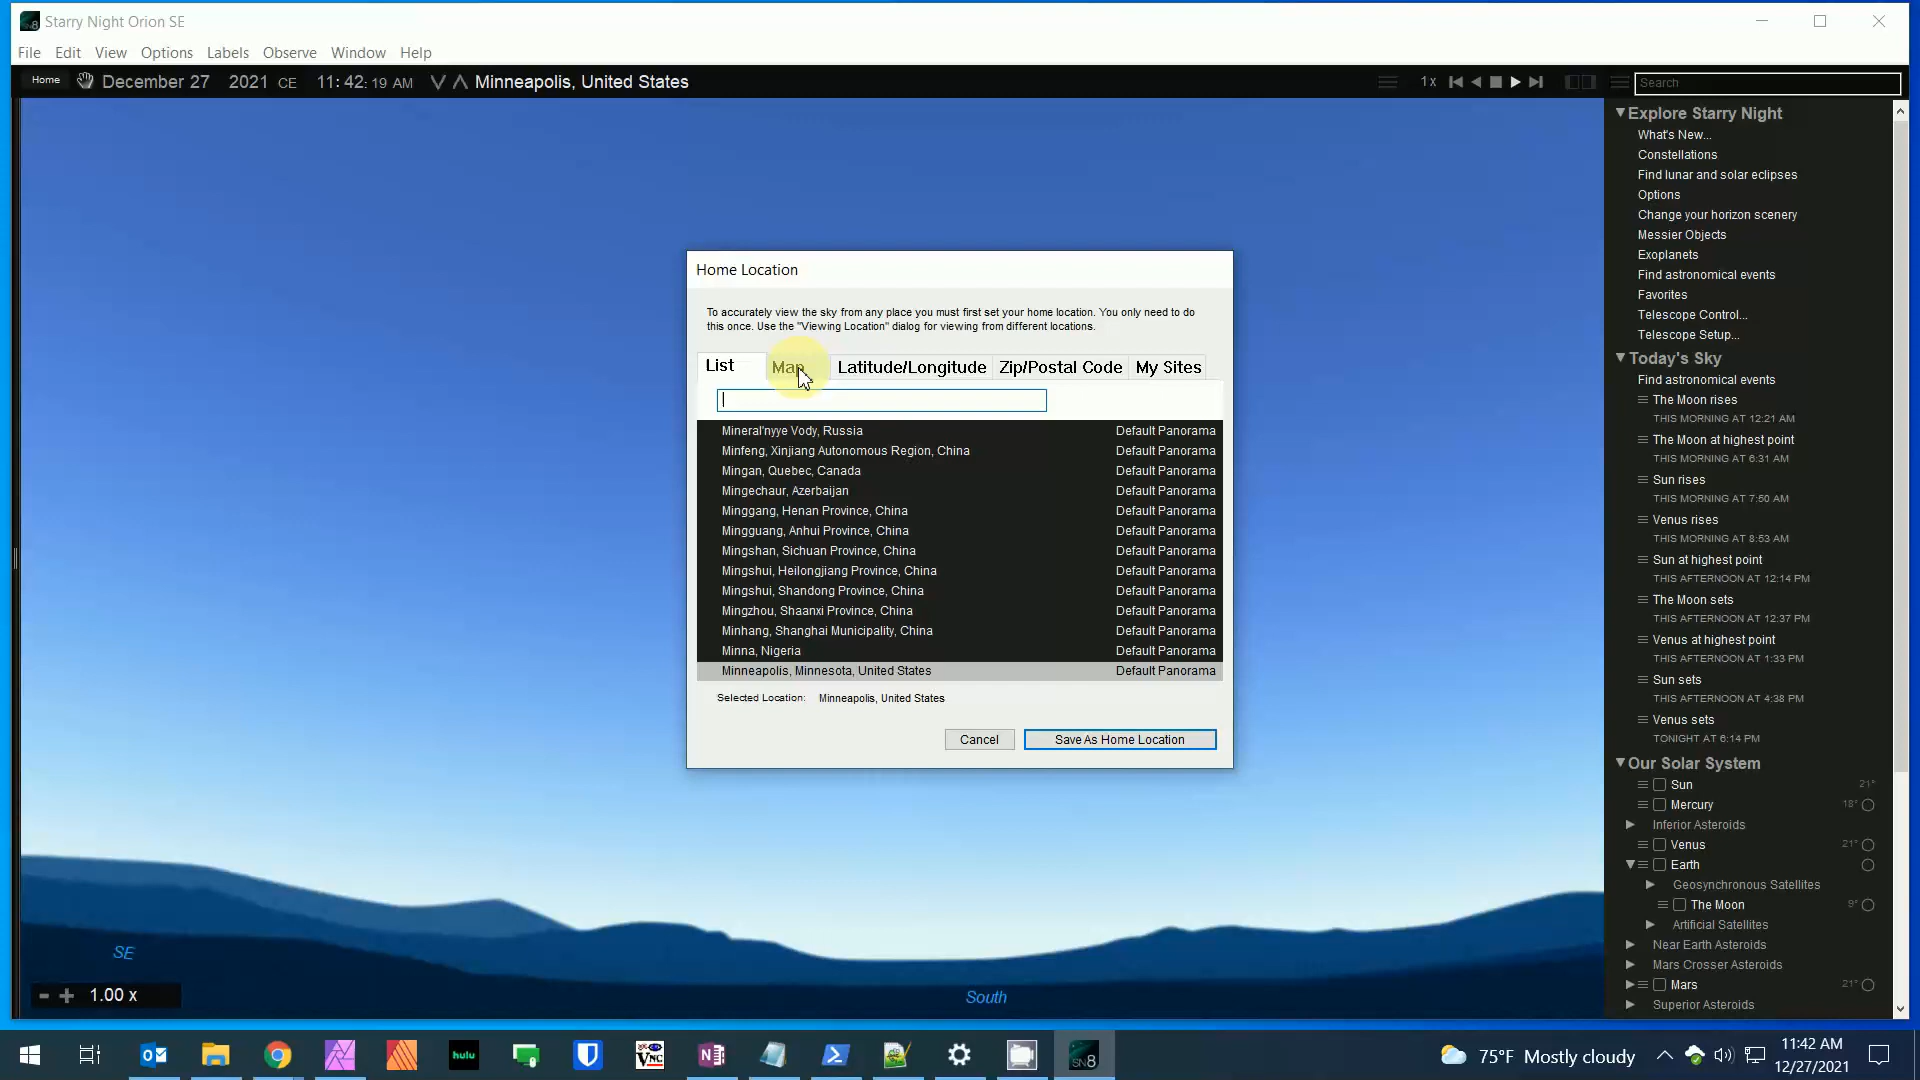 Starry Night Orion SE
File Edit View Options Labels Observe Window Help
Home December 27 2021 CE 11:42:19 AM Minneapolis, United States 1x Search
Home Location
To accurately view the sky from any place you must first set your home location. You only need to do
this once. Use the "Viewing Location" dialog for viewing from different locations.
List Map Latitude/Longitude Zip/Postal Code My Sites
Mineral'nyye Vody, Russia Default Panorama
Minfeng, Xinjiang Autonomous Region, China Default Panorama
Mingan, Quebec, Canada Default Panorama
Mingechaur, Azerbaijan Default Panorama
Minggang, Henan Province, China Default Panorama
Mingguang, Anhui Province, China Default Panorama
Mingshan, Sichuan Province, China Default Panorama
Mingshui, Heilongjiang Province, China Default Panorama
Mingshui, Shandong Province, China Default Panorama
Mingzhou, Shaanxi Province, China Default Panorama
Minhang, Shanghai Municipality, China Default Panorama
Minna, Nigeria Default Panorama
Minneapolis, Minnesota, United States Default Panorama
Selected Location: Minneapolis, United States
Cancel Save As Home Location
SE
1.00 x
South
Explore Starry Night
What's New...
Constellations
Find lunar and solar eclipses
Options
Change your horizon scenery
Messier Objects
Exoplanets
Find astronomical events
Favorites
Telescope Control...
Telescope Setup...
Today's Sky
Find astronomical events
The Moon rises
THIS MORNING AT 12:21 AM
The Moon at highest point
THIS MORNING AT 6:31 AM
Sun rises
THIS MORNING AT 7:50 AM
Venus rises
THIS MORNING AT 8:53 AM
Sun at highest point
THIS AFTERNOON AT 12:14 PM
The Moon sets
THIS AFTERNOON AT 12:37 PM
Venus at highest point
THIS AFTERNOON AT 1:33 PM
Sun sets
THIS AFTERNOON AT 4:38 PM
Venus sets
TONIGHT AT 6:14 PM
Our Solar System
Sun 21°
Mercury 18°
Inferior Asteroids
Venus 21°
Earth
Geosynchronous Satellites
The Moon 9°
Artificial Satellites
Near Earth Asteroids
Mars Crosser Asteroids
Mars 21°
Superior Asteroids
hulu VNC SN8 75°F Mostly cloudy 11:42 AM
12/27/2021